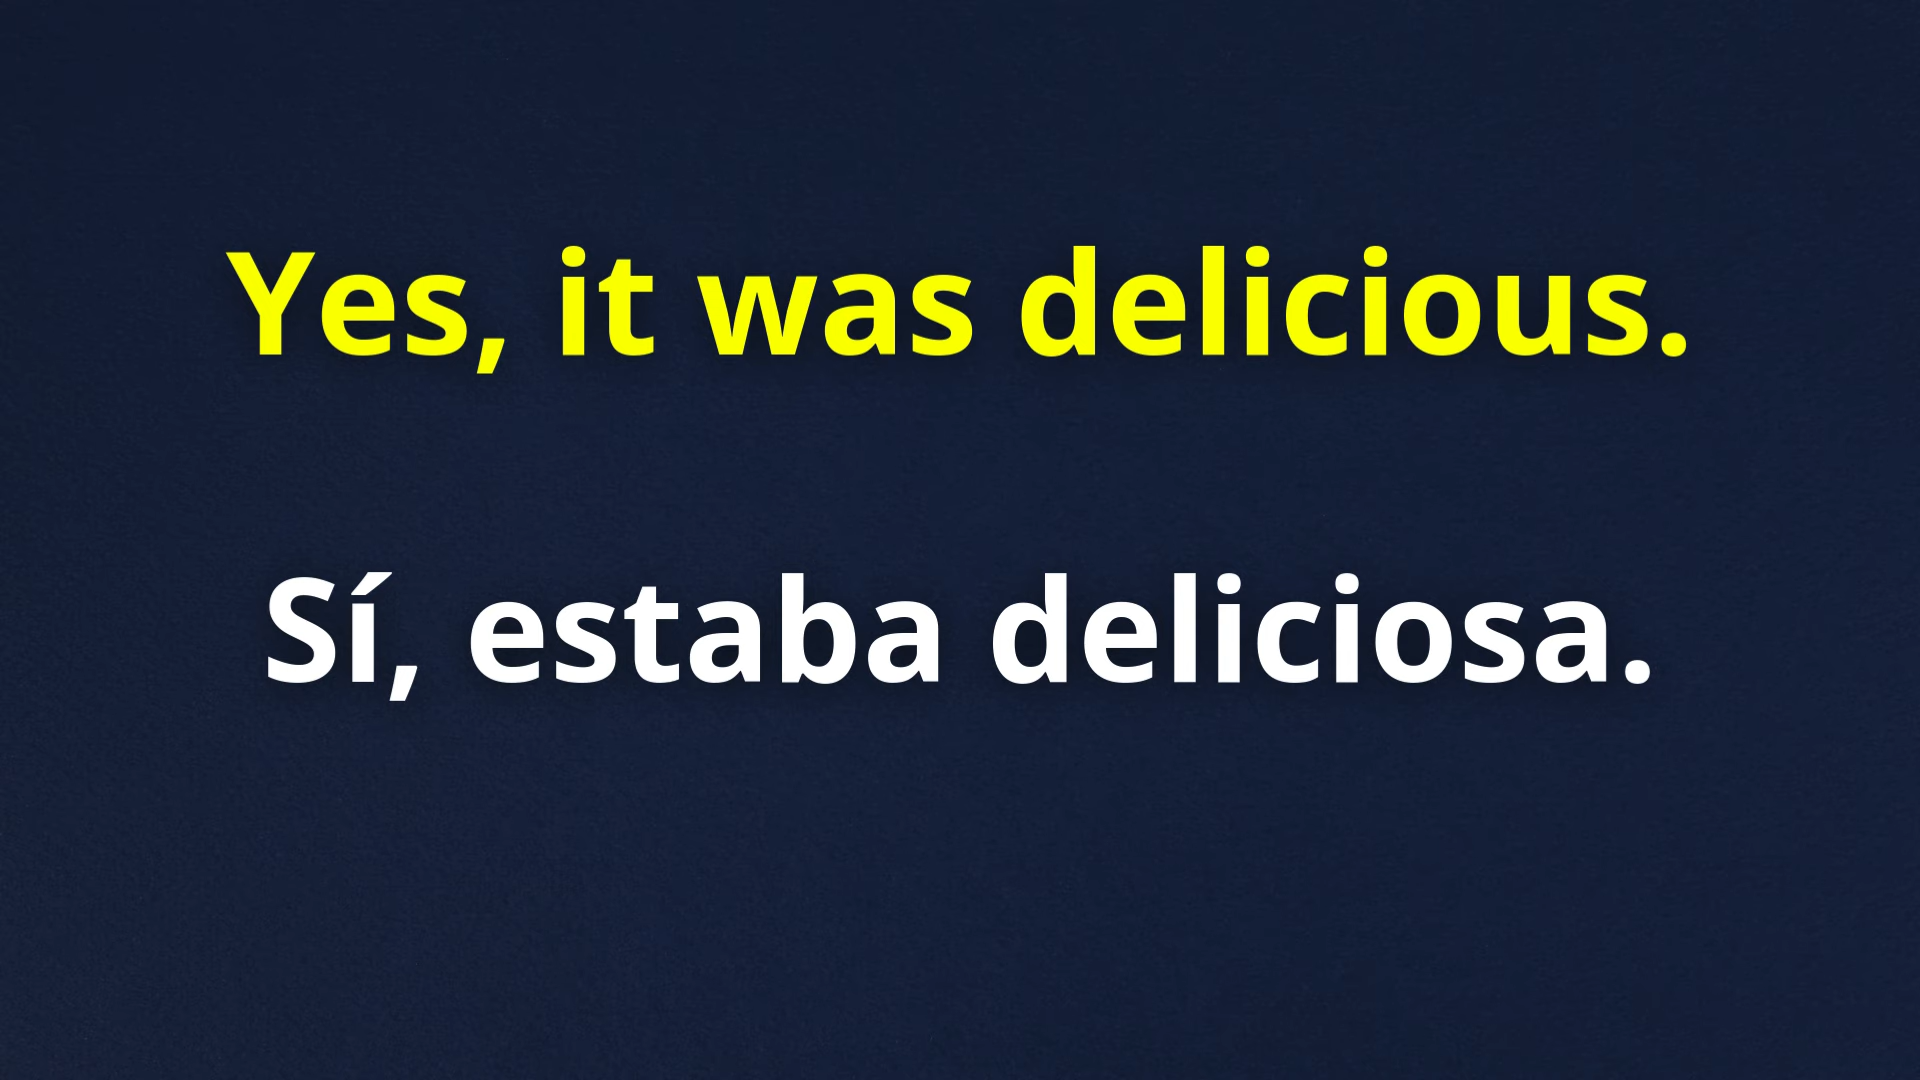 Yes, it was delicious.
Sí, estaba deliciosa.